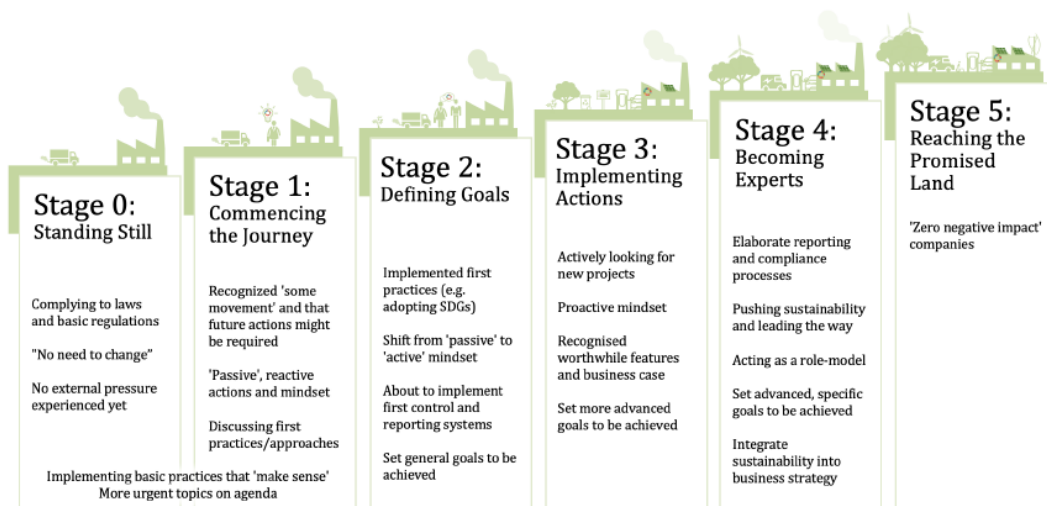 Stage 0:
Standing Still
Complying to laws
and basic regulations
"No need to change”
No external pressure
experienced yet
Stage 1:
Commencing
the Journey
Recognized 'some
movement' and that
future actions might
be required
'Passive', reactive
actions and mindset
Discussing first
practices/approaches
Implementing basic practices that 'make sense'
More urgent topics on agenda
Stage 2:
Defining Goals
Implemented first
practices (e.g.
adopting SDGs)
Shift from 'passive' to
'active' mindset
About to implement
first control and
reporting systems
Set general goals to be
achieved
Stage 3:
Implementing
Actions
Actively looking for
new projects
Proactive mindset
Recognised
worthwhile features
and business case
Set more advanced
goals to be achieved
Stage 4:
Becoming
Experts
Elaborate reporting
and compliance
processes
Pushing sustainability
and leading the way
Acting as a role-model
Set advanced, specific
goals to be achieved
Integrate
sustainability into
business strategy
Stage 5:
Reaching the
Promised
Land
'Zero negative impact'
companies